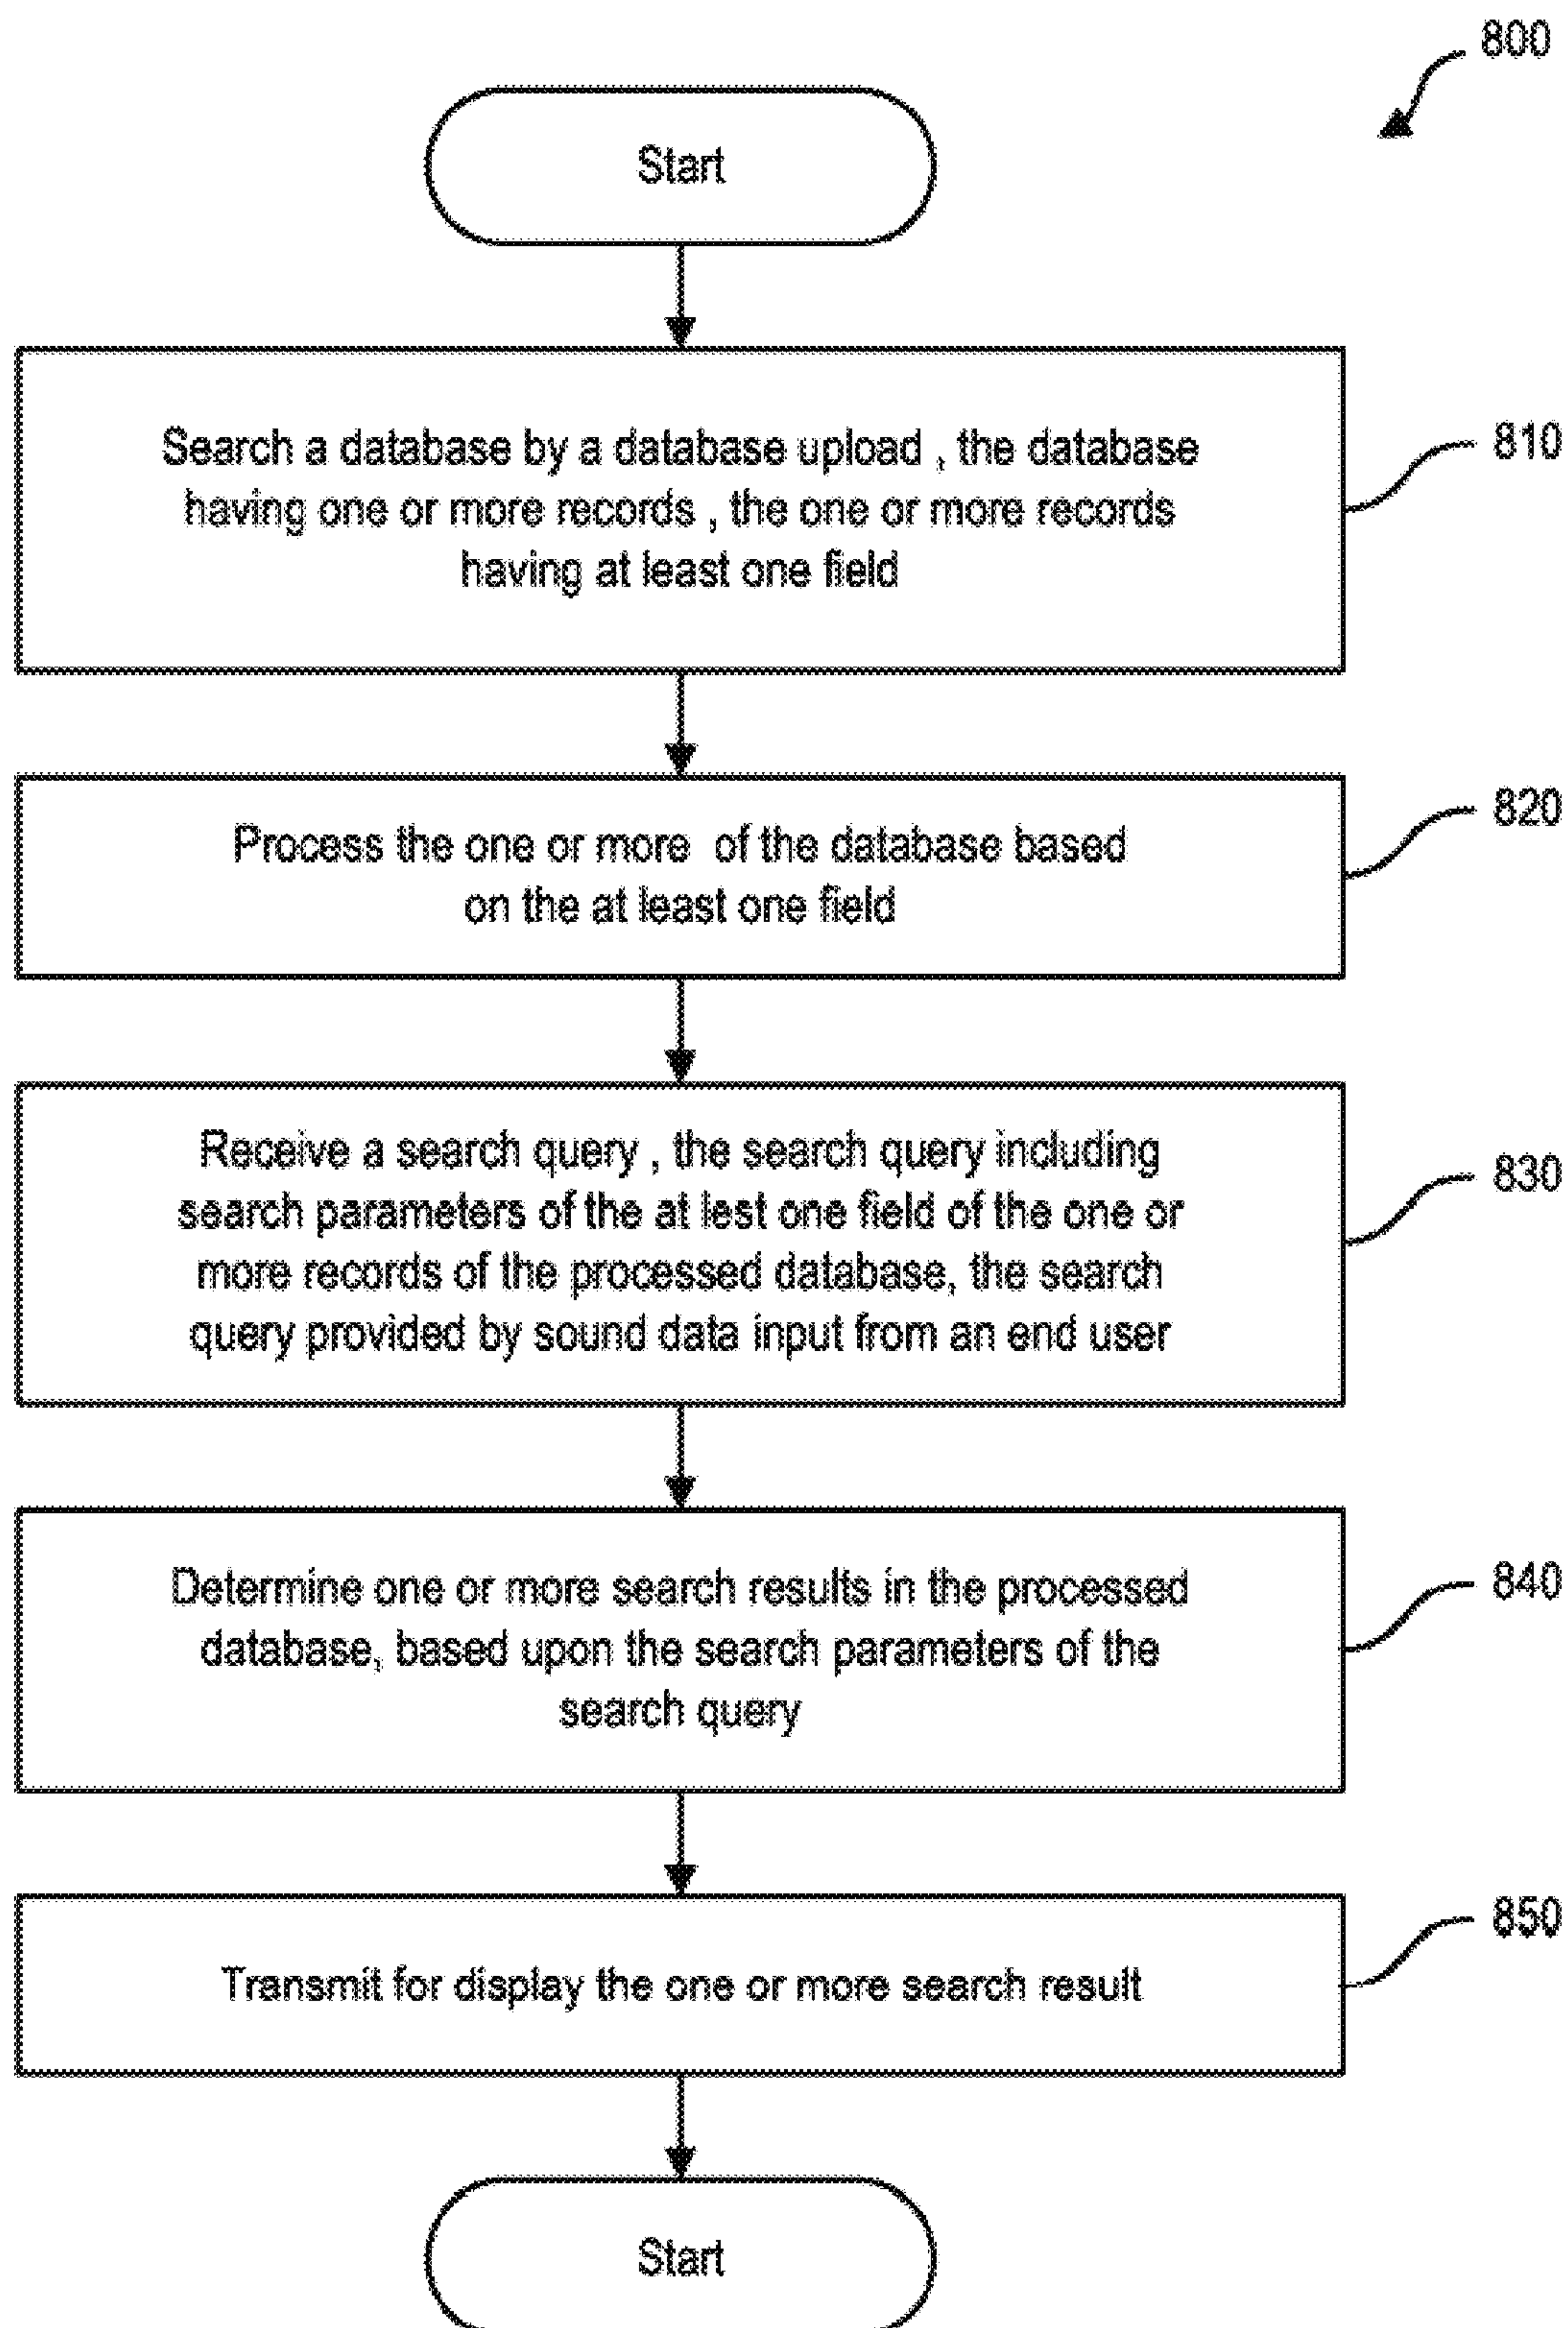 800
Start
Search a database by a database upload , the database
having one or more records , the one or more records
having at least one field
810
Process the one or more of the database based
on the at least one field
820
Receive a search query , the search query including
search parameters of the at lest one field of the one or
more records of the processed database, the search
query provided by sound data input from an end user
830
Determine one or more search results in the processed
database, based upon the search parameters of the
search query
840
Transmit for display the one or more search result
850
Start